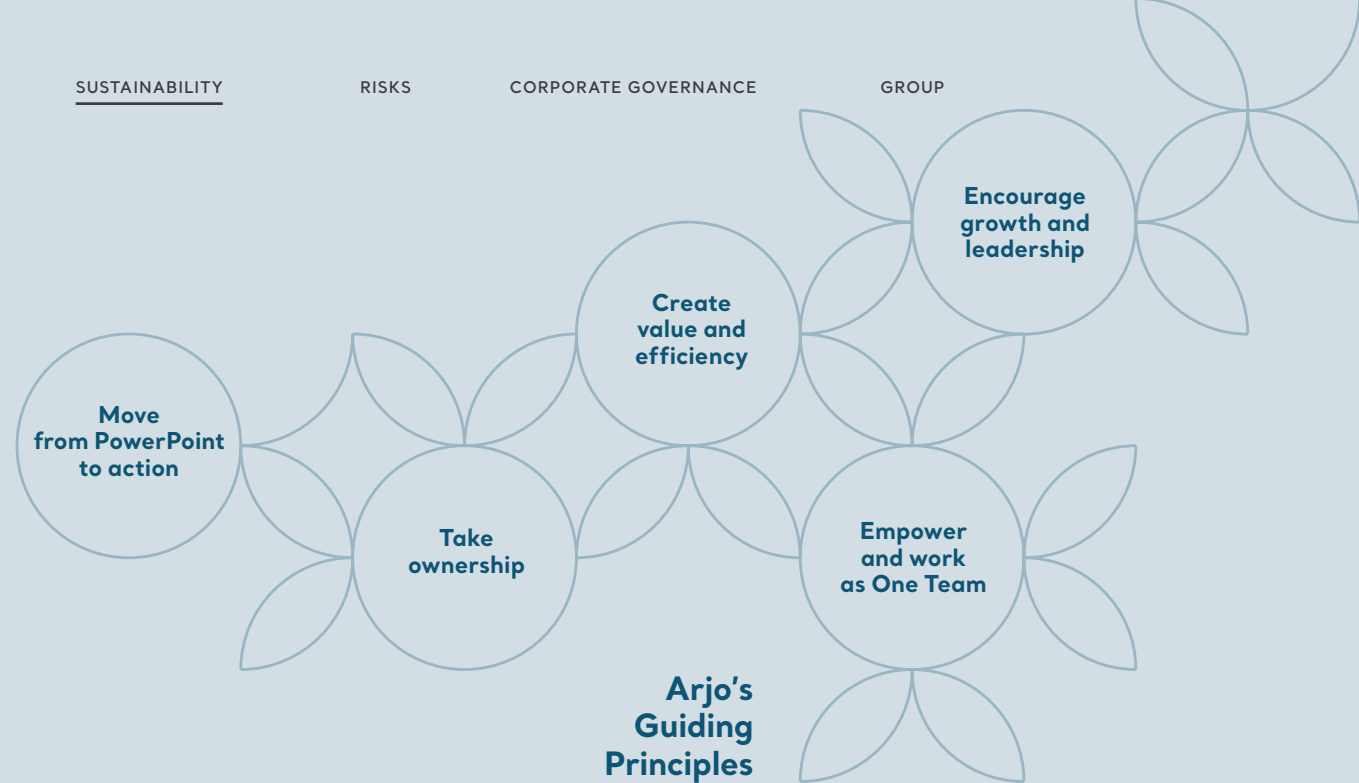 SUSTAINABILITY
RISKS
CORPORATE GOVERNANCE
GROUP
Encourage
growth and
leadership
Create
value and
efficiency
Move
from PowerPoint
to action
Take
ownership
Empower
and work
as One Team
Arjo’s
Guiding
Principles